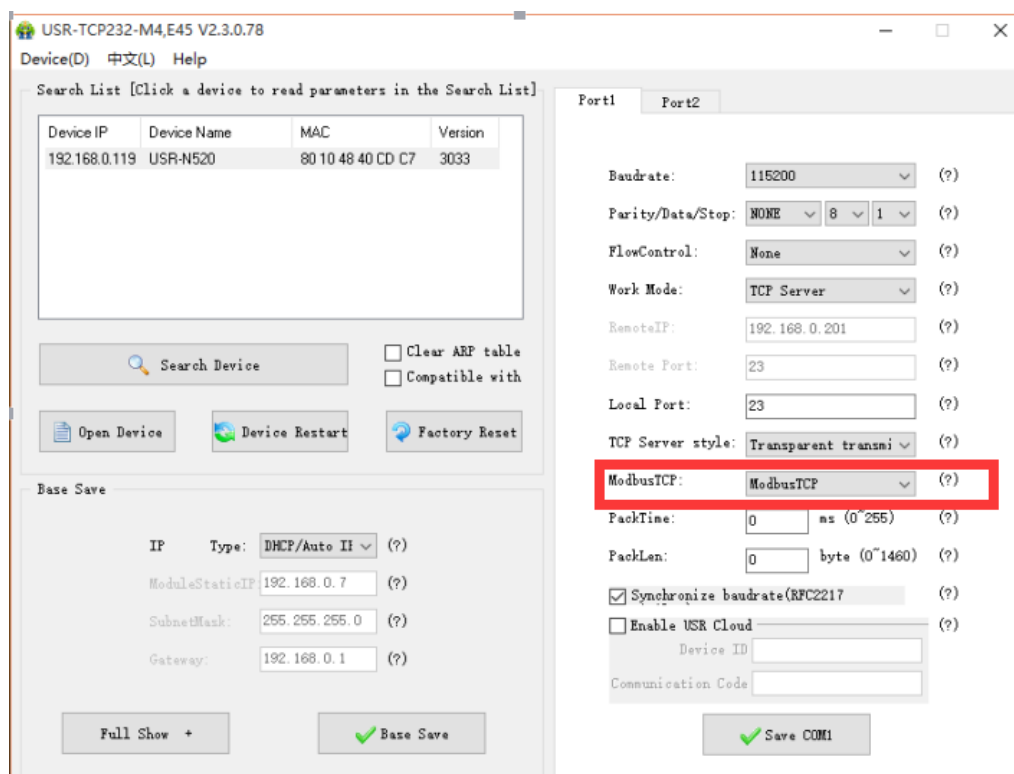 USR-TCP232-M4,E45 V2.3.0.78
Device(D) 中文(L) Help
Search List [Click a device to read parameters in the Search List]
Device IP Device Name MAC Version
192.168.0.119 USR-N520 80 10 48 40 CD C7 3033
Search Device
Clear ARP table
Compatible with
Open Device
Device Restart
Factory Reset
Base Save
IP Type: DHCP/Auto IP (?)
ModuleStaticIP 192.168.0.7 (?)
SubnetMask: 255.255.255.0 (?)
Gateway: 192.168.0.1 (?)
Full Show +
Base Save
Port1 Port2
Baudrate: 115200 (?)
Parity/Data/Stop: NONE 8 1 (?)
FlowControl: None (?)
Work Mode: TCP Server (?)
RemoteIP: 192.168.0.201 (?)
Remote Port: 23 (?)
Local Port: 23 (?)
TCP Server style: Transparent transmi (?)
ModbusTCP: ModbusTCP (?)
PackTime: 0 ms (0~255) (?)
PackLen: 0 byte (0~1460) (?)
Synchronize baudrate(RFC2217 (?)
Enable USR Cloud (?)
Device ID
Communication Code
Save COM1